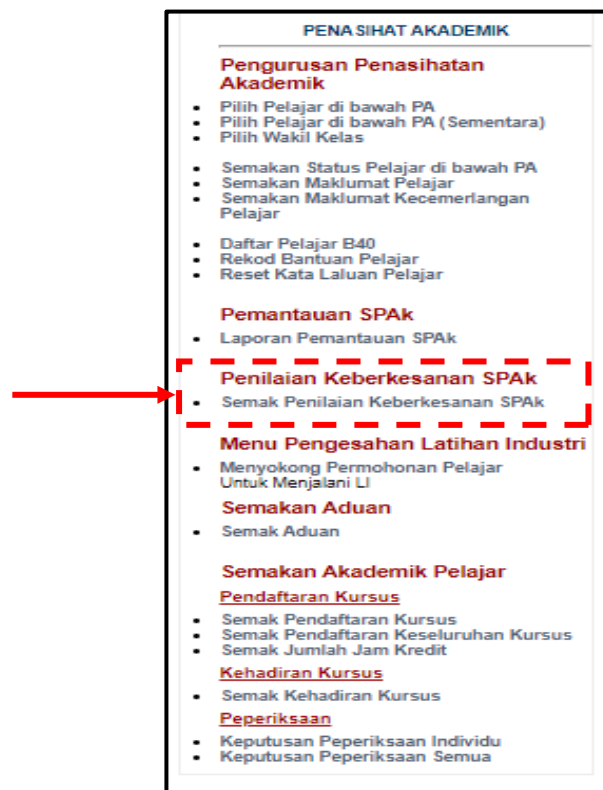 PENASIHAT AKADEMIK
Pengurusan Penasihatan
Akademik
• Pilih Pelajar di bawah PA
• Pilih Pelajar di bawah PA (Sementara)
• Pilih Wakil Kelas
• Semakan Status Pelajar di bawah PA
• Semakan Maklumat Pelajar
• Semakan Maklumat Kecemerlangan
Pelajar
• Daftar Pelajar B40
• Rekod Bantuan Pelajar
• Reset Kata Laluan Pelajar
Pemantauan SPAk
• Laporan Pemantauan SPAk
Penilaian Keberkesanan SPAk
• Semak Penilaian Keberkesanan SPAk
Menu Pengesahan Latihan Industri
• Menyokong Permohonan Pelajar
Untuk Menjalani LI
Semakan Aduan
• Semak Aduan
Semakan Akademik Pelajar
Pendaftaran Kursus
• Semak Pendaftaran Kursus
• Semak Pendaftaran Keseluruhan Kursus
• Semak Jumlah Jam Kredit
Kehadiran Kursus
• Semak Kehadiran Kursus
Peperiksaan
• Keputusan Peperiksaan Individu
• Keputusan Peperiksaan Semua